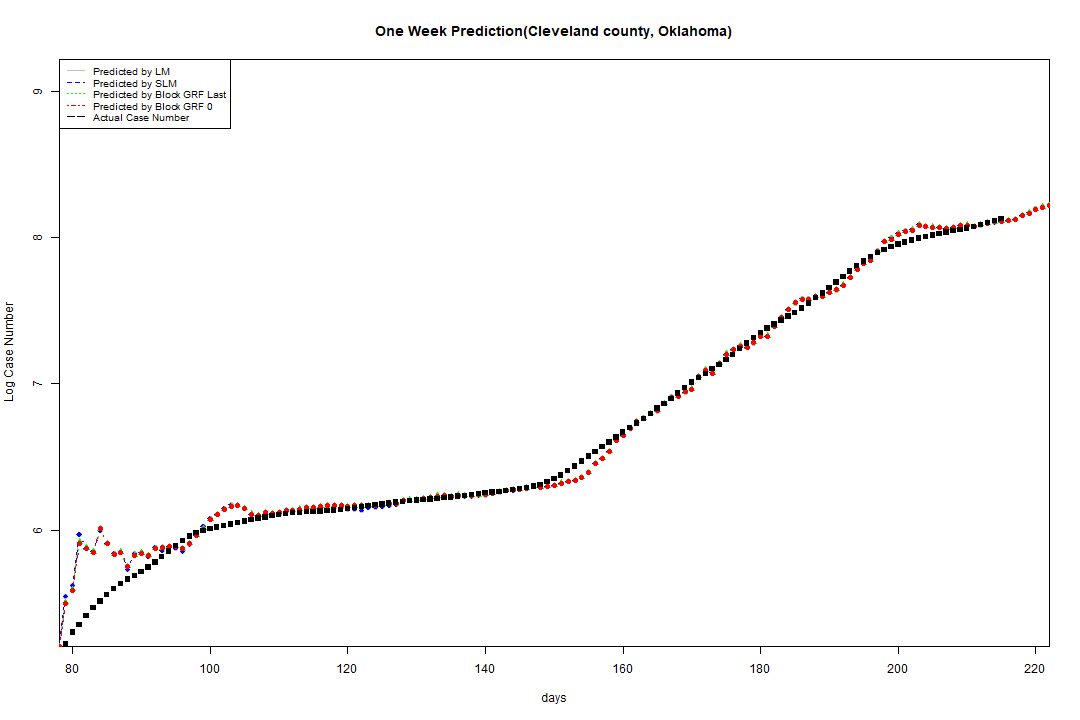 One Week Prediction(Cleveland county, Oklahoma)
Predicted by LM
Predicted by SLM
Predicted by Block GRF Last
Predicted by Block GRF 0
Actual Case Number
9
8
7
6
Log Case Number
80 100 120 140 160 180 200 220
days